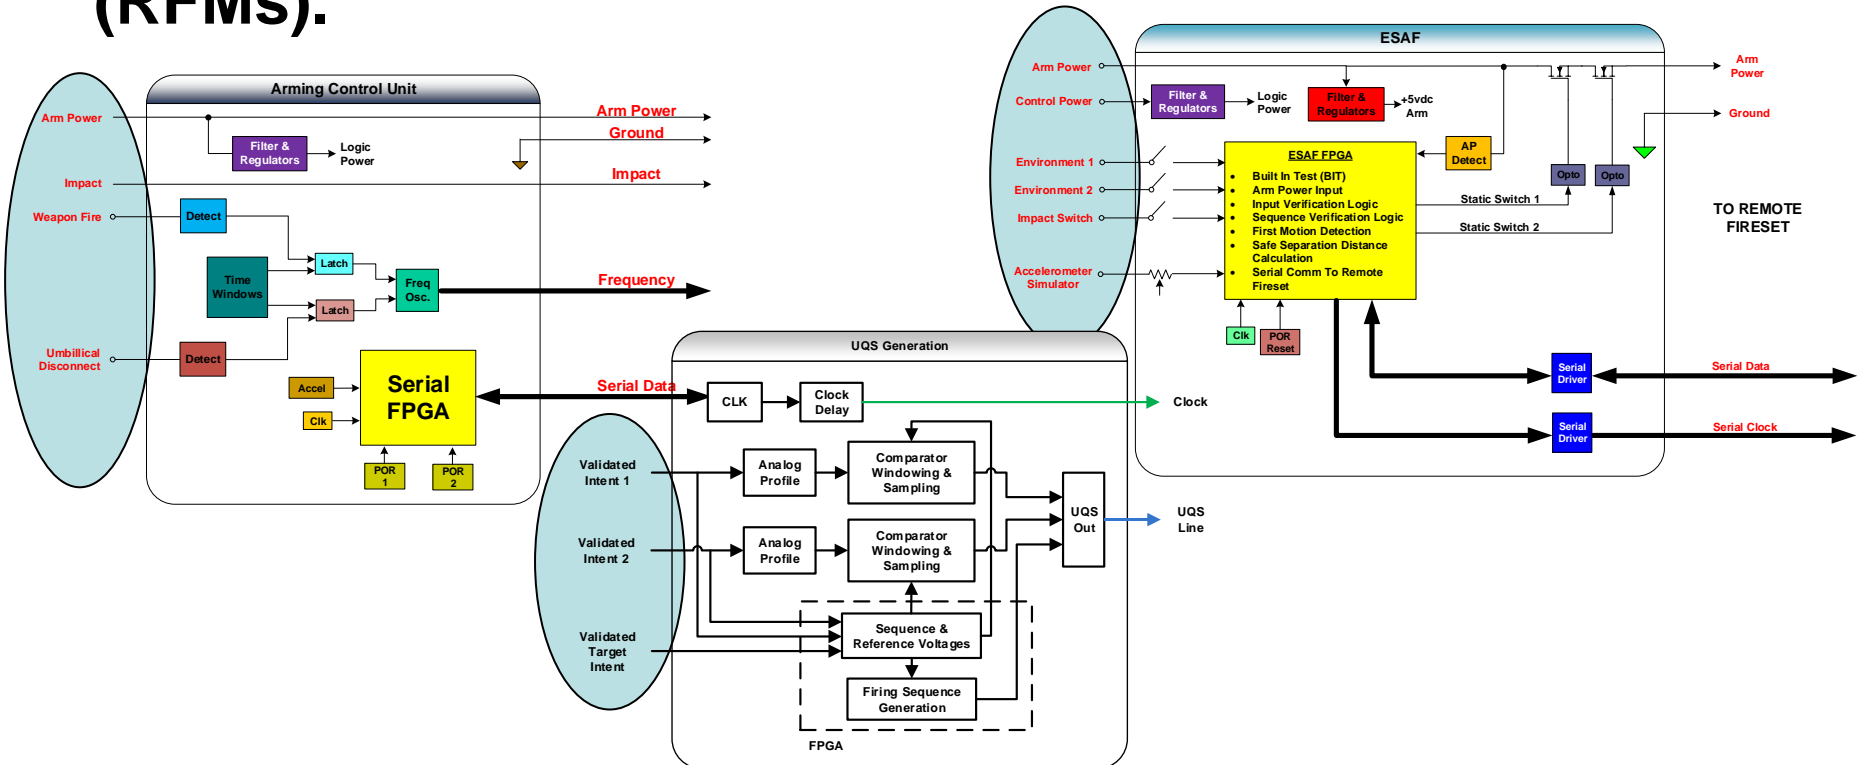 (RFMs).
Arming Control Unit
Arm Power
Filter &
Regulators
Logic
Power
Arm Power
Ground
Impact
Impact
Weapon Fire
Detect
Latch
Time
Windows
Latch
Freq
Osc.
Frequency
Umbillical
Disconnect
Detect
Accel
Clk
Serial
FPGA
POR
1
POR
2
Serial Data
UQS Generation
CLK
Clock
Delay
Clock
Validated
Intent 1
Analog
Profile
Comparator
Windowing &
Sampling
Validated
Intent 2
Analog
Profile
Comparator
Windowing &
Sampling
UQS
Out
UQS
Line
Validated
Target
Intent
Sequence &
Reference Voltages
Firing Sequence
Generation
FPGA
ESAF
Arm Power
Control Power
Filter &
Regulators
Logic
Power
Filter &
Regulators
+5vdc
Arm
Arm
Power
Ground
AP
Detect
Opto
Opto
Environment 1
Environment 2
Impact Switch
Accelerometer
Simulator
ESAF FPGA
• Built In Test (BIT)
• Arm Power Input
• Input Verification Logic
• Sequence Verification Logic
• First Motion Detection
• Safe Separation Distance
Calculation
• Serial Comm To Remote
Fireset
Static Switch 1
Static Switch 2
TO REMOTE
FIRESET
Clk
POR
Reset
Serial
Driver
Serial Data
Serial
Driver
Serial Clock